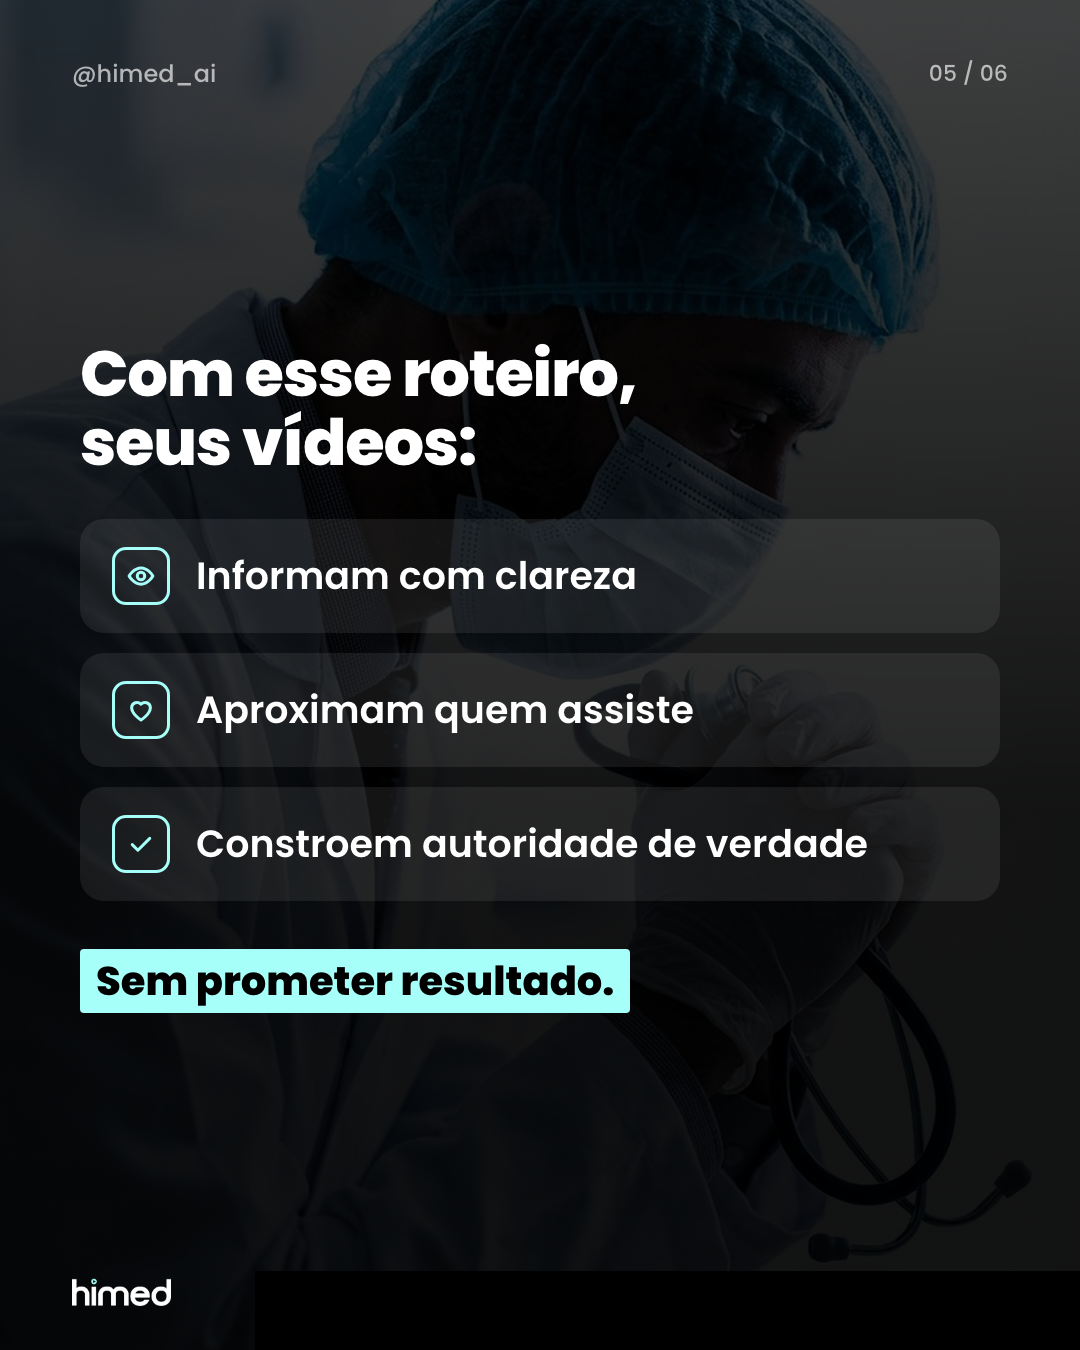 @himed_ai
05 / 06
Com esse roteiro,
seus vídeos:
Informam com clareza
Aproximam quem assiste
Constroem autoridade de verdade
Sem prometer resultado.
himed